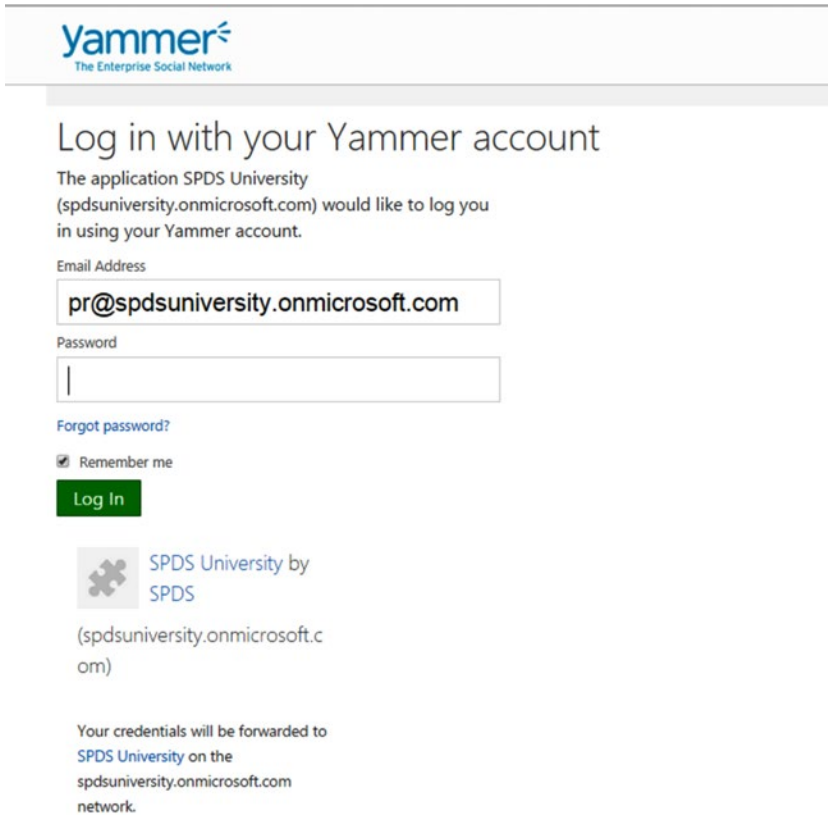 yammer
The Enterprise Social Network
Log in with your Yammer account
The application SPDS University
(spdsuniversity.onmicrosoft.com) would like to log you
in using your Yammer account.
Email Address
pr@spdsuniversity.onmicrosoft.com
Password
Forgot password?
Remember me
Log In
SPDS University by
SPDS
(spdsuniversity.onmicrosoft.c
om)
Your credentials will be forwarded to
SPDS University on the
spdsuniversity.onmicrosoft.com
network.